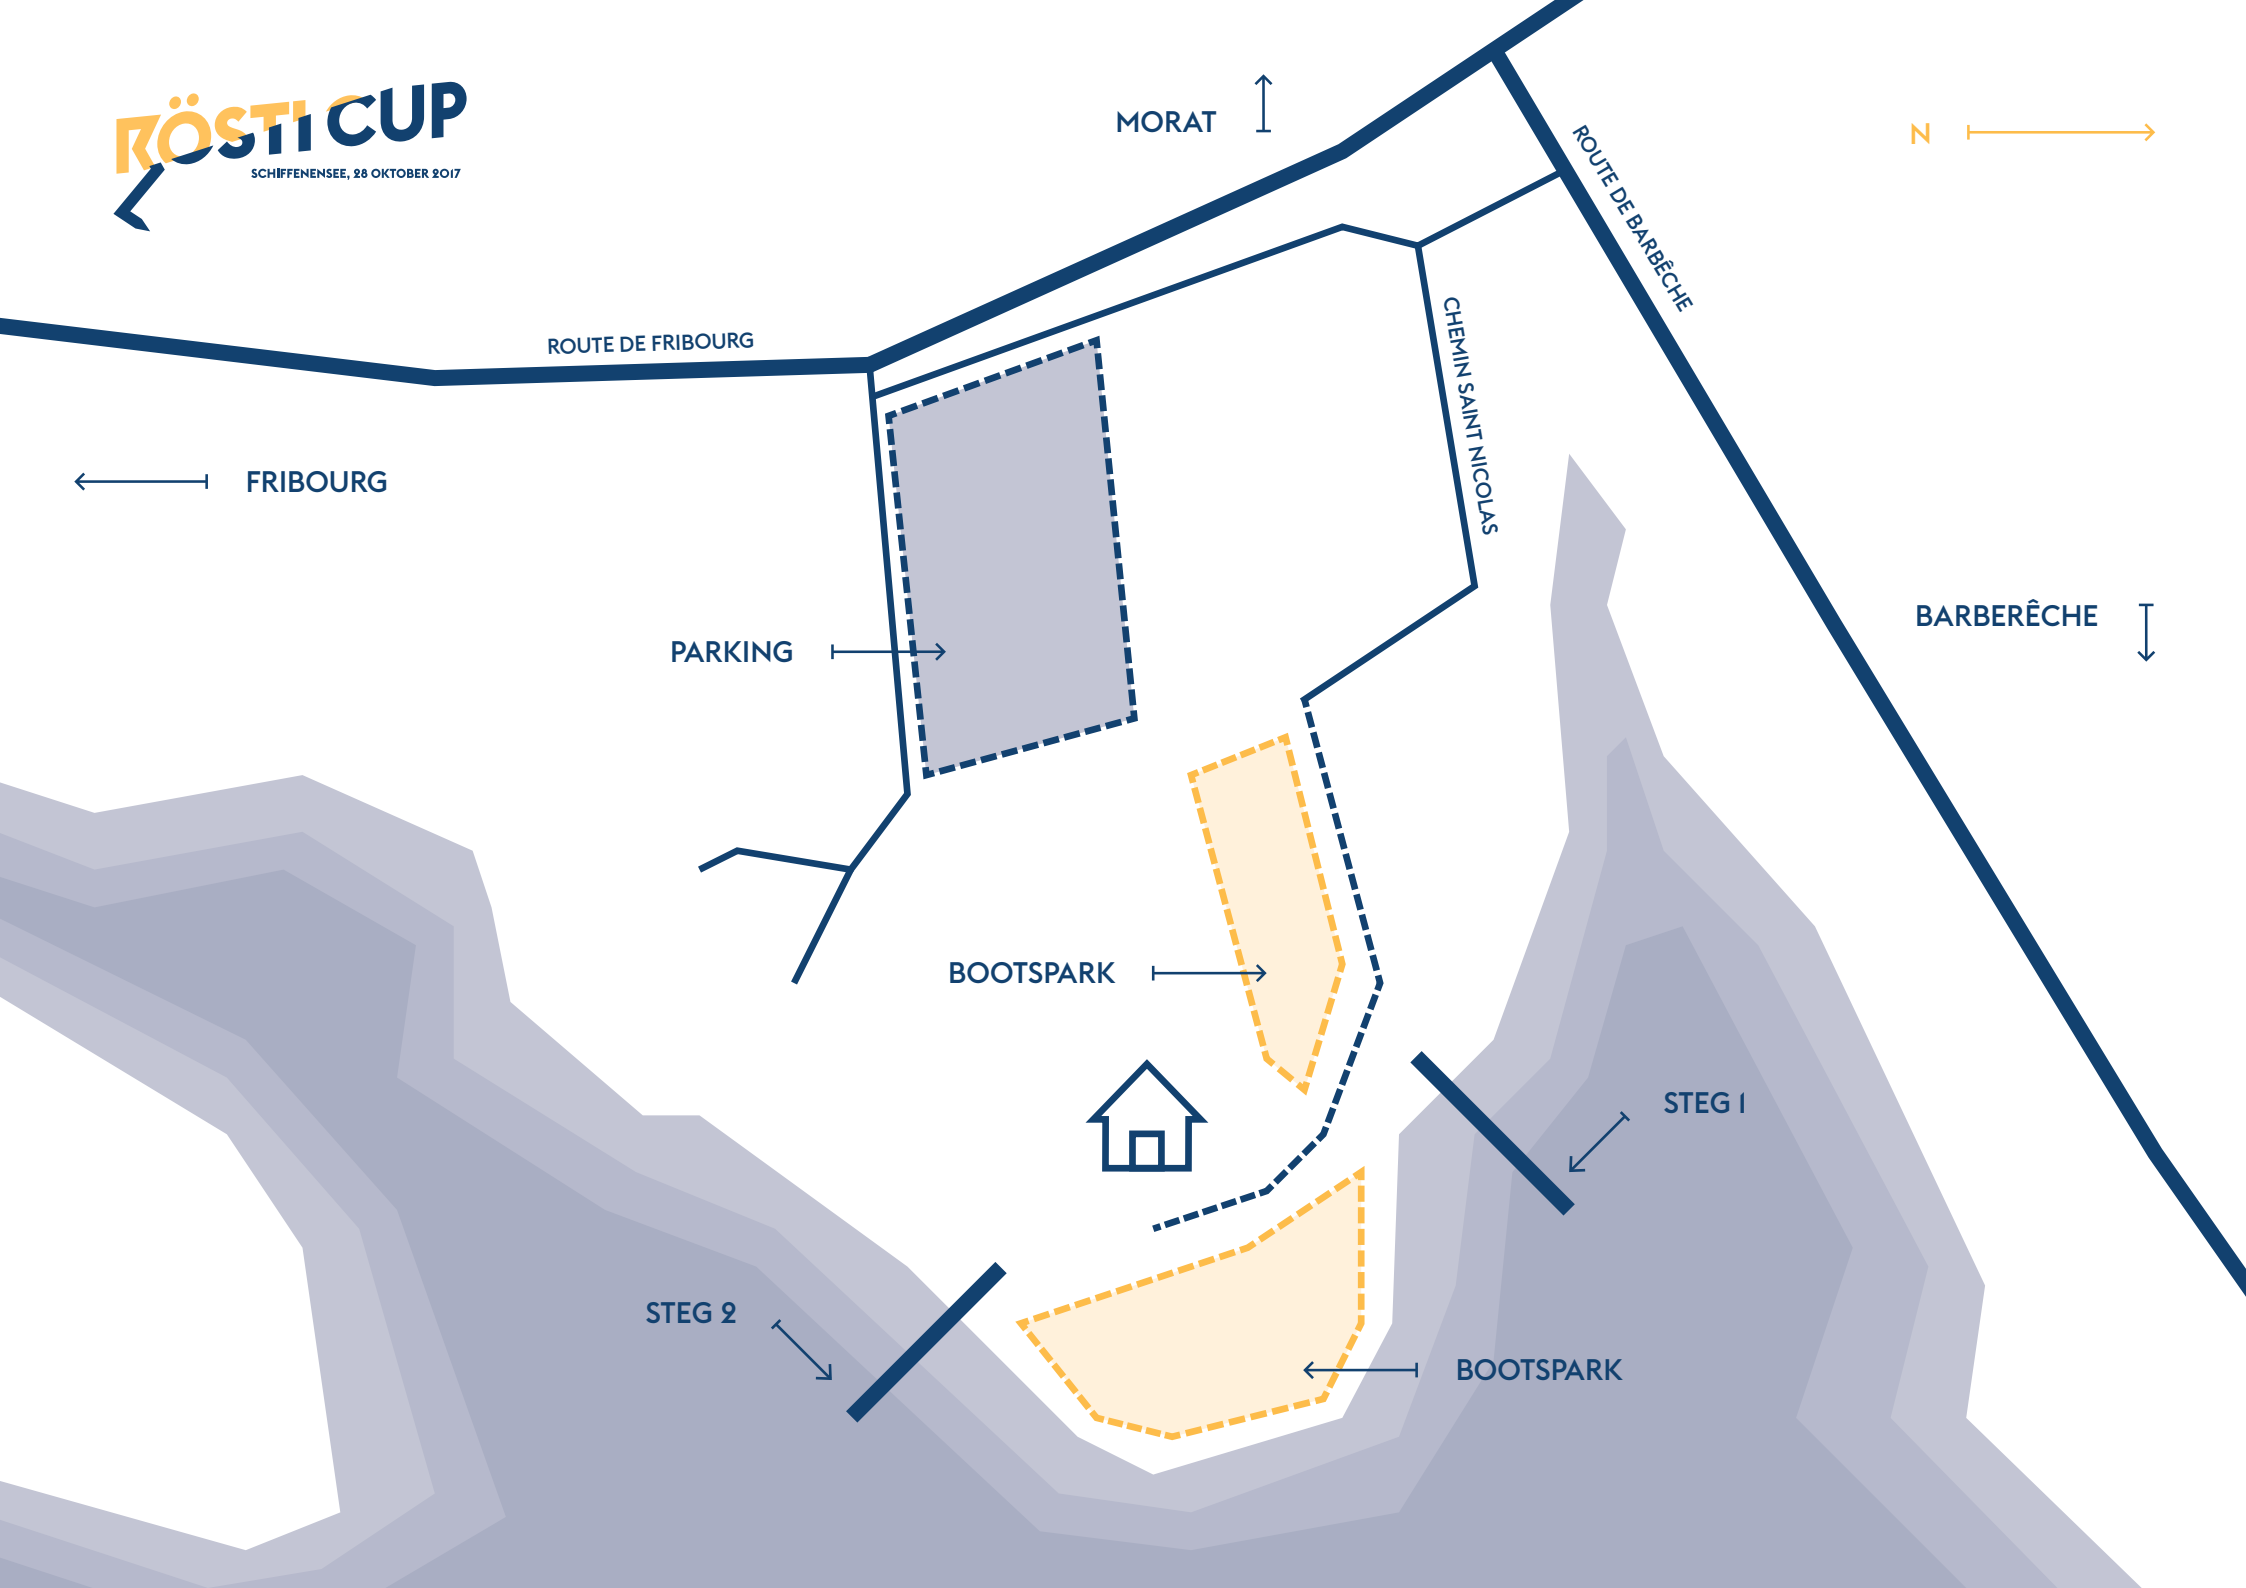 RÖSTI CUP
SCHIFFENENSEE, 28 OKTOBER 2017
MORAT
N
ROUTE DE BARBÊCHE
ROUTE DE FRIBOURG
CHEMIN SAINT NICOLAS
FRIBOURG
BARBERÊCHE
PARKING
BOOTSPARK
STEG 1
STEG 2
BOOTSPARK